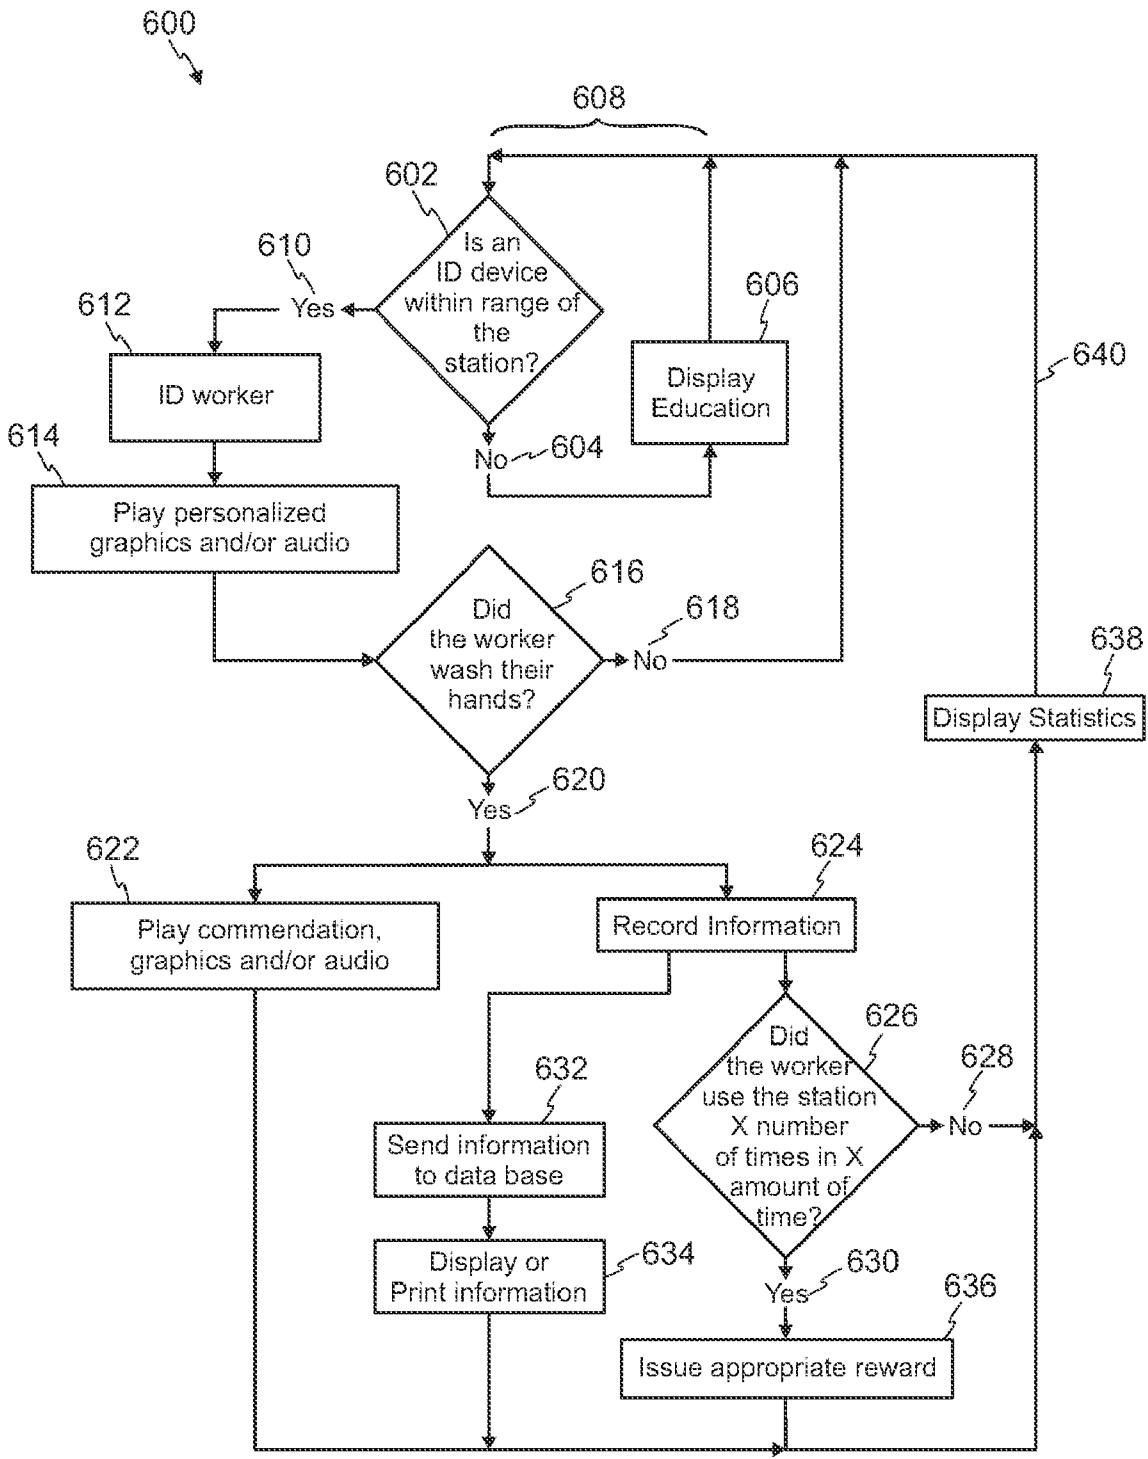 600
608
602
Is an
ID device
within range of
the
station?
610
Yes
612
ID worker
606
Display
Education
640
604
No
614
Play personalized
graphics and/or audio
616
Did
the worker
wash their
hands?
618
No
638
Display Statistics
620
Yes
622
Play commendation,
graphics and/or audio
624
Record Information
626
Did
the worker
use the station
X number
of times in X
amount of
time?
628
No
632
Send information
to data base
634
Display or
Print information
630
Yes
636
Issue appropriate reward